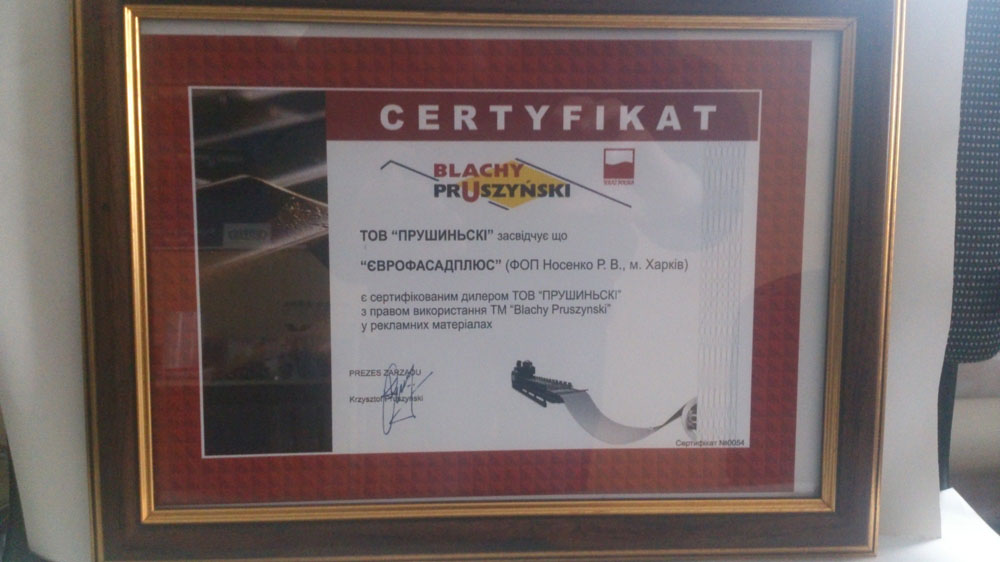 CERTYFIKAT
BLACHY
PRUSZYŃSKI
ТОВ "ПРУШИНЬСКІ" засвідчує що
"ЄВРОФАСАДПЛЮС" (ФОП Носенко Р. В., м. Харків)
є сертифікованим дилером ТОВ "ПРУШИНЬСКІ"
з правом використання ТМ "Blachy Pruszynski"
у рекламних матеріалах
PREZES ZARZĄDU
Krzysztof Pruszyński
Сертифікат №0054